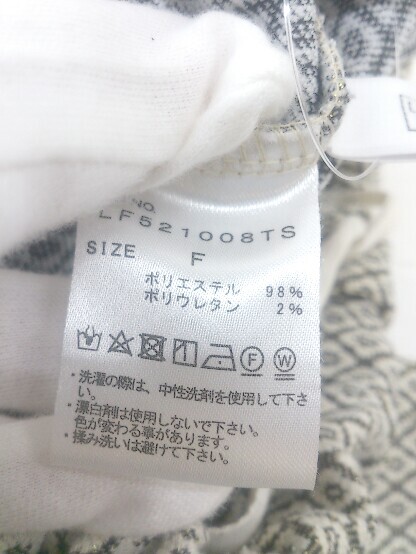 NO
LF521008TS
SIZE F
ポリエステル 98%
ポリウレタン 2%
F W
・洗濯の際は、中性洗剤を使用して下さ
い。
・漂白剤は使用しないで下さい。
色が変わる事があります。
・揉み洗いは避けて下さい。